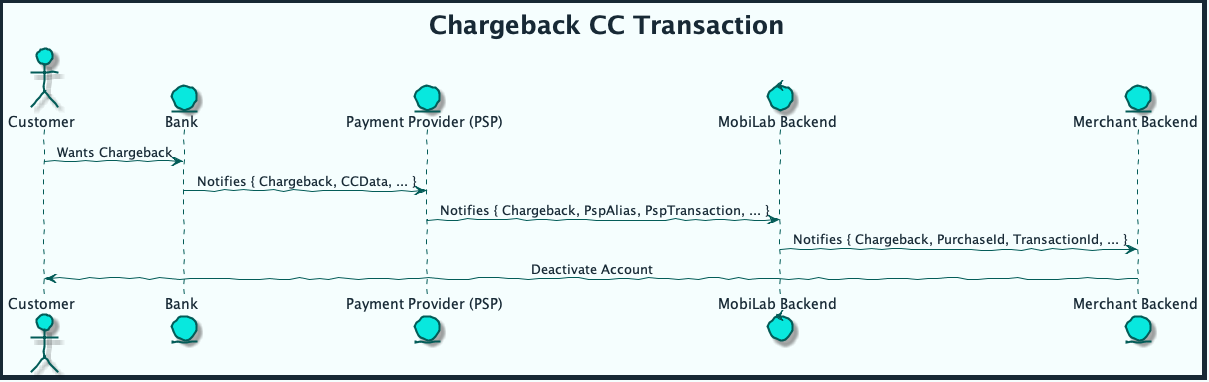 Chargeback CC Transaction
Customer
Bank
Payment Provider (PSP)
MobiLab Backend
Merchant Backend
Wants Chargeback
Notifies { Chargeback, CCData, ... }
Notifies { Chargeback, PspAlias, PspTransaction, ... }
Notifies { Chargeback, PurchaseId, TransactionId, ... }
Deactivate Account
Customer
Bank
Payment Provider (PSP)
MobiLab Backend
Merchant Backend